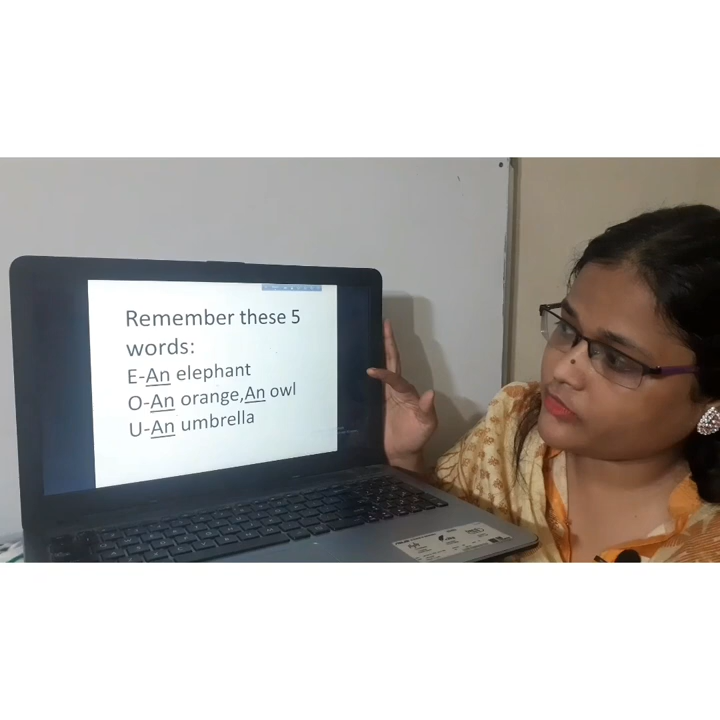 Remember these 5
words:
E-An elephant
O-An orange,An owl
U-An umbrella